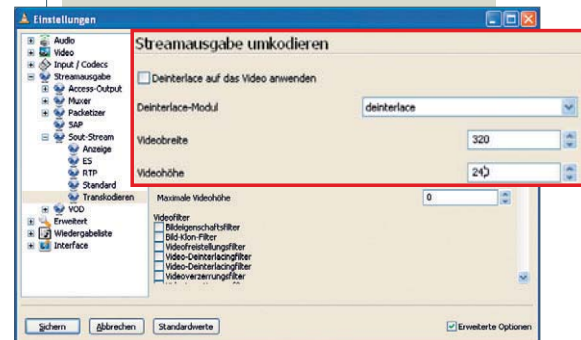 Einstellungen
Audio
Video
Input / Codecs
Streamausgabe
Access-Output
Muxer
Packetizer
SAP
Sout-Stream
Anzeige
ES
RTP
Standard
Transkodieren
VOD
Erweitert
Wiedergabeliste
Interface
Streamausgabe umkodieren
Deinterlace auf das Video anwenden
Deinterlace-Modul deinterlace
Videobreite 320
Videohöhe 240
Maximale Videohöhe 0
Videofilter
Bildeigenschaftsfilter
Bild-Klon-Filter
Videofreistellungsfilter
Video-Deinterlacingfilter
Video-Deinterlacingfilter
Videoverzerrungsfilter
Sichern Abbrechen Standardwerte Erweiterte Optionen